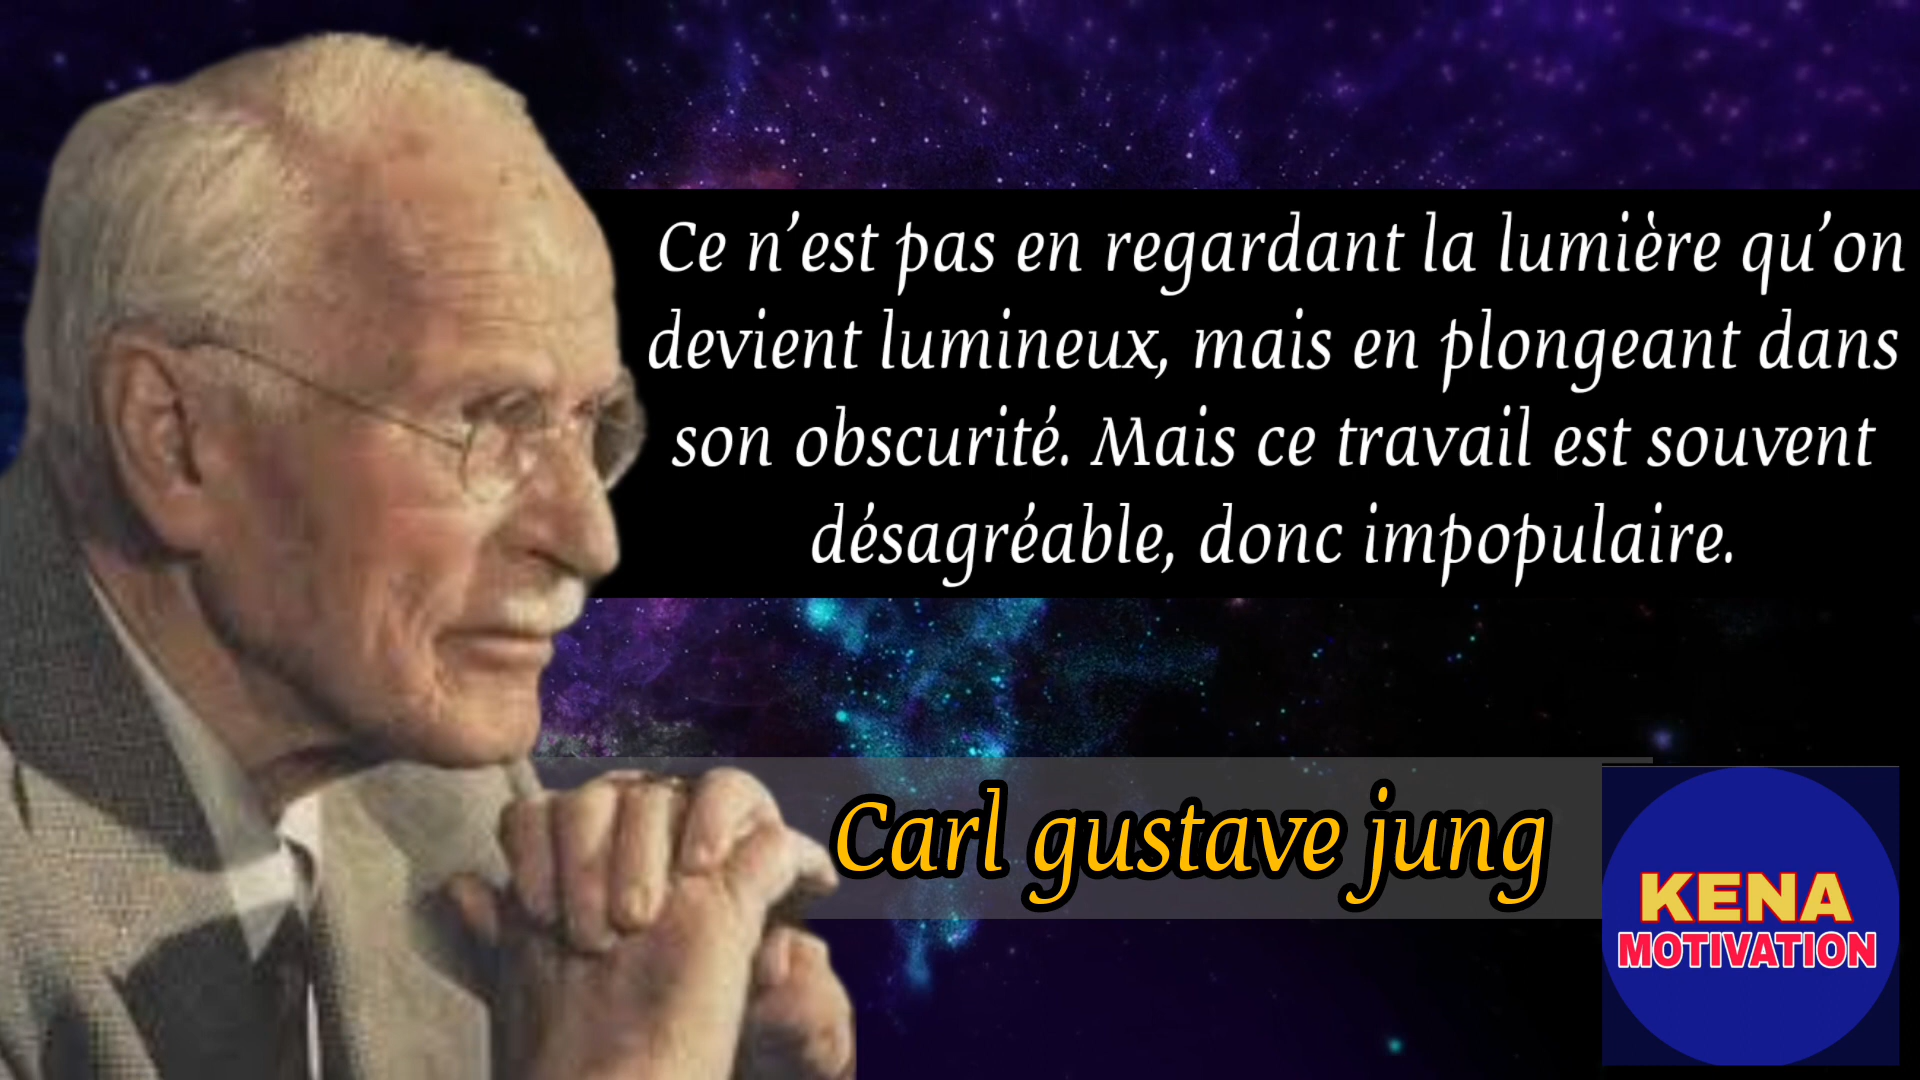 Ce n’est pas en regardant la lumière qu’on
devient lumineux, mais en plongeant dans
son obscurité. Mais ce travail est souvent
désagréable, donc impopulaire.
Carl gustave jung
KENA
MOTIVATION